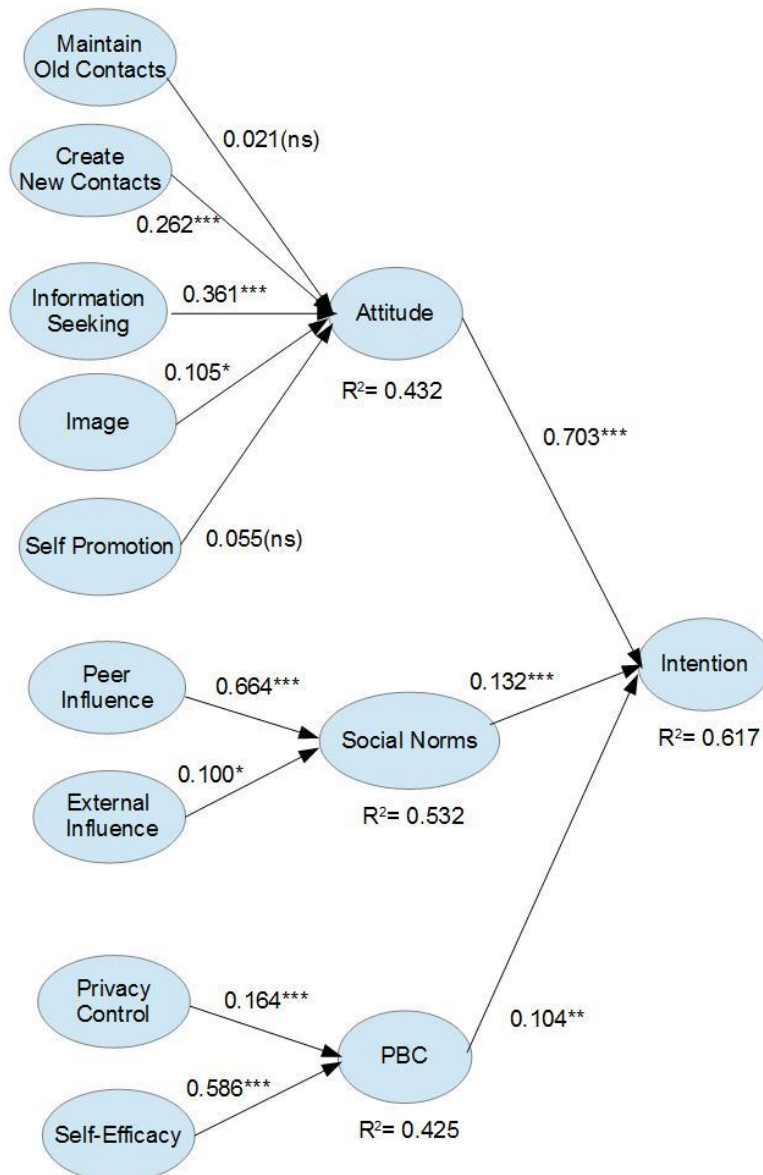 Maintain
Old Contacts
0.021(ns)
Create
New Contacts
0.262***
Information
Seeking
0.361***
Attitude
R²= 0.432
Image
0.105*
0.703***
Self Promotion
0.055(ns)
Peer
Influence
0.664***
Social Norms
0.132***
Intention
R²= 0.617
External
Influence
0.100*
R²= 0.532
Privacy
Control
0.164***
PBC
0.104**
Self-Efficacy
0.586***
R²= 0.425